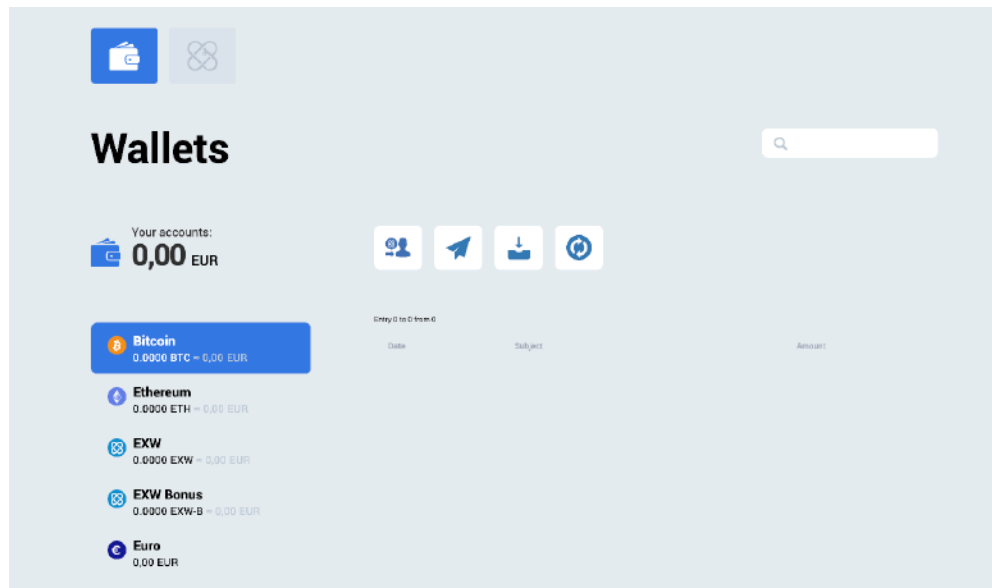 Wallets
Your accounts:
0,00 EUR
Entry 0 to 0 from 0
Date Subject Amount
Bitcoin
0.0000 BTC ≈ 0,00 EUR
Ethereum
0.0000 ETH ≈ 0,00 EUR
EXW
0.0000 EXW ≈ 0,00 EUR
EXW Bonus
0.0000 EXW-B ≈ 0,00 EUR
Euro
0,00 EUR